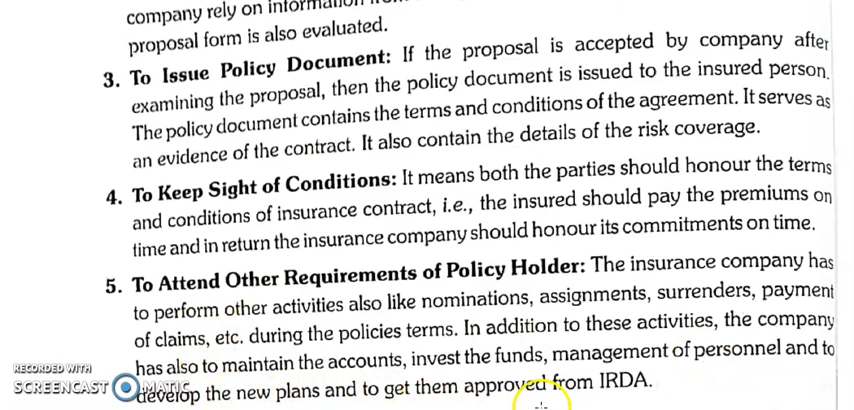 company rely on information
proposal form is also evaluated.
3. To Issue Policy Document: If the proposal is accepted by company after
examining the proposal, then the policy document is issued to the insured person.
The policy document contains the terms and conditions of the agreement. It serves as
an evidence of the contract. It also contain the details of the risk coverage.
4. To Keep Sight of Conditions: It means both the parties should honour the terms
and conditions of insurance contract, i.e., the insured should pay the premiums on
time and in return the insurance company should honour its commitments on time.
5. To Attend Other Requirements of Policy Holder: The insurance company has
to perform other activities also like nominations, assignments, surrenders, payment
of claims, etc. during the policies terms. In addition to these activities, the company
has also to maintain the accounts, invest the funds, management of personnel and to
develop the new plans and to get them approved from IRDA.
RECORDED WITH
SCREENCAST MATIC